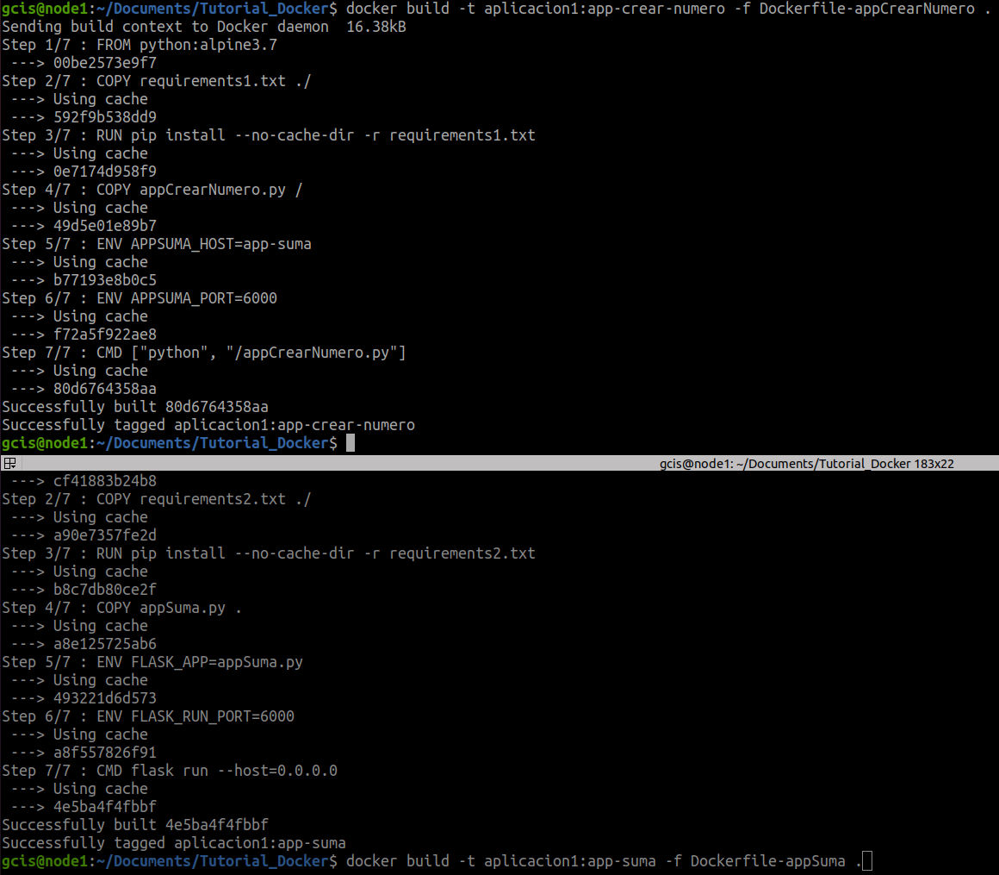 gcis@node1:~/Documents/Tutorial_Docker$ docker build -t aplicacion1:app-crear-numero -f Dockerfile-appCrearNumero .
Sending build context to Docker daemon  16.38kB
Step 1/7 : FROM python:alpine3.7
 ---> 00be2573e9f7
Step 2/7 : COPY requirements1.txt ./
 ---> Using cache
 ---> 592f9b538dd9
Step 3/7 : RUN pip install --no-cache-dir -r requirements1.txt
 ---> Using cache
 ---> 0e7174d958f9
Step 4/7 : COPY appCrearNumero.py /
 ---> Using cache
 ---> 49d5e01e89b7
Step 5/7 : ENV APPSUMA_HOST=app-suma
 ---> Using cache
 ---> b77193e8b0c5
Step 6/7 : ENV APPSUMA_PORT=6000
 ---> Using cache
 ---> f72a5f922ae8
Step 7/7 : CMD ["python", "/appCrearNumero.py"]
 ---> Using cache
 ---> 80d6764358aa
Successfully built 80d6764358aa
Successfully tagged aplicacion1:app-crear-numero
gcis@node1:~/Documents/Tutorial_Docker$
gcis@node1: ~/Documents/Tutorial_Docker 183x22
 ---> cf41883b24b8
Step 2/7 : COPY requirements2.txt ./
 ---> Using cache
 ---> a90e7357fe2d
Step 3/7 : RUN pip install --no-cache-dir -r requirements2.txt
 ---> Using cache
 ---> b8c7db80ce2f
Step 4/7 : COPY appSuma.py .
 ---> Using cache
 ---> a8e125725ab6
Step 5/7 : ENV FLASK_APP=appSuma.py
 ---> Using cache
 ---> 493221d6d573
Step 6/7 : ENV FLASK_RUN_PORT=6000
 ---> Using cache
 ---> a8f557826f91
Step 7/7 : CMD flask run --host=0.0.0.0
 ---> Using cache
 ---> 4e5ba4f4fbbf
Successfully built 4e5ba4f4fbbf
Successfully tagged aplicacion1:app-suma
gcis@node1:~/Documents/Tutorial_Docker$ docker build -t aplicacion1:app-suma -f Dockerfile-appSuma .